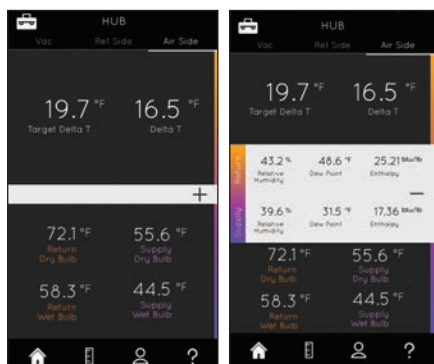 HUB
Vac Ref Side Air Side
19.7 °F 16.5 °F
Target Delta T Delta T
+
72.1 °F 55.6 °F
Return Supply
Dry Bulb Dry Bulb
58.3 °F 44.5 °F
Return Supply
Wet Bulb Wet Bulb
?
HUB
Vac Ref Side Air Side
19.7 °F 16.5 °F
Target Delta T Delta T
Return
43.2 % 48.6 °F 25.21 btu/lb
Relative Dew Point Enthalpy
Humidity
−
Supply
39.6 % 31.5 °F 17.36 btu/lb
Relative Dew Point Enthalpy
Humidity
72.1 °F 55.6 °F
Return Supply
Dry Bulb Dry Bulb
58.3 °F 44.5 °F
Return Supply
Wet Bulb Wet Bulb
?